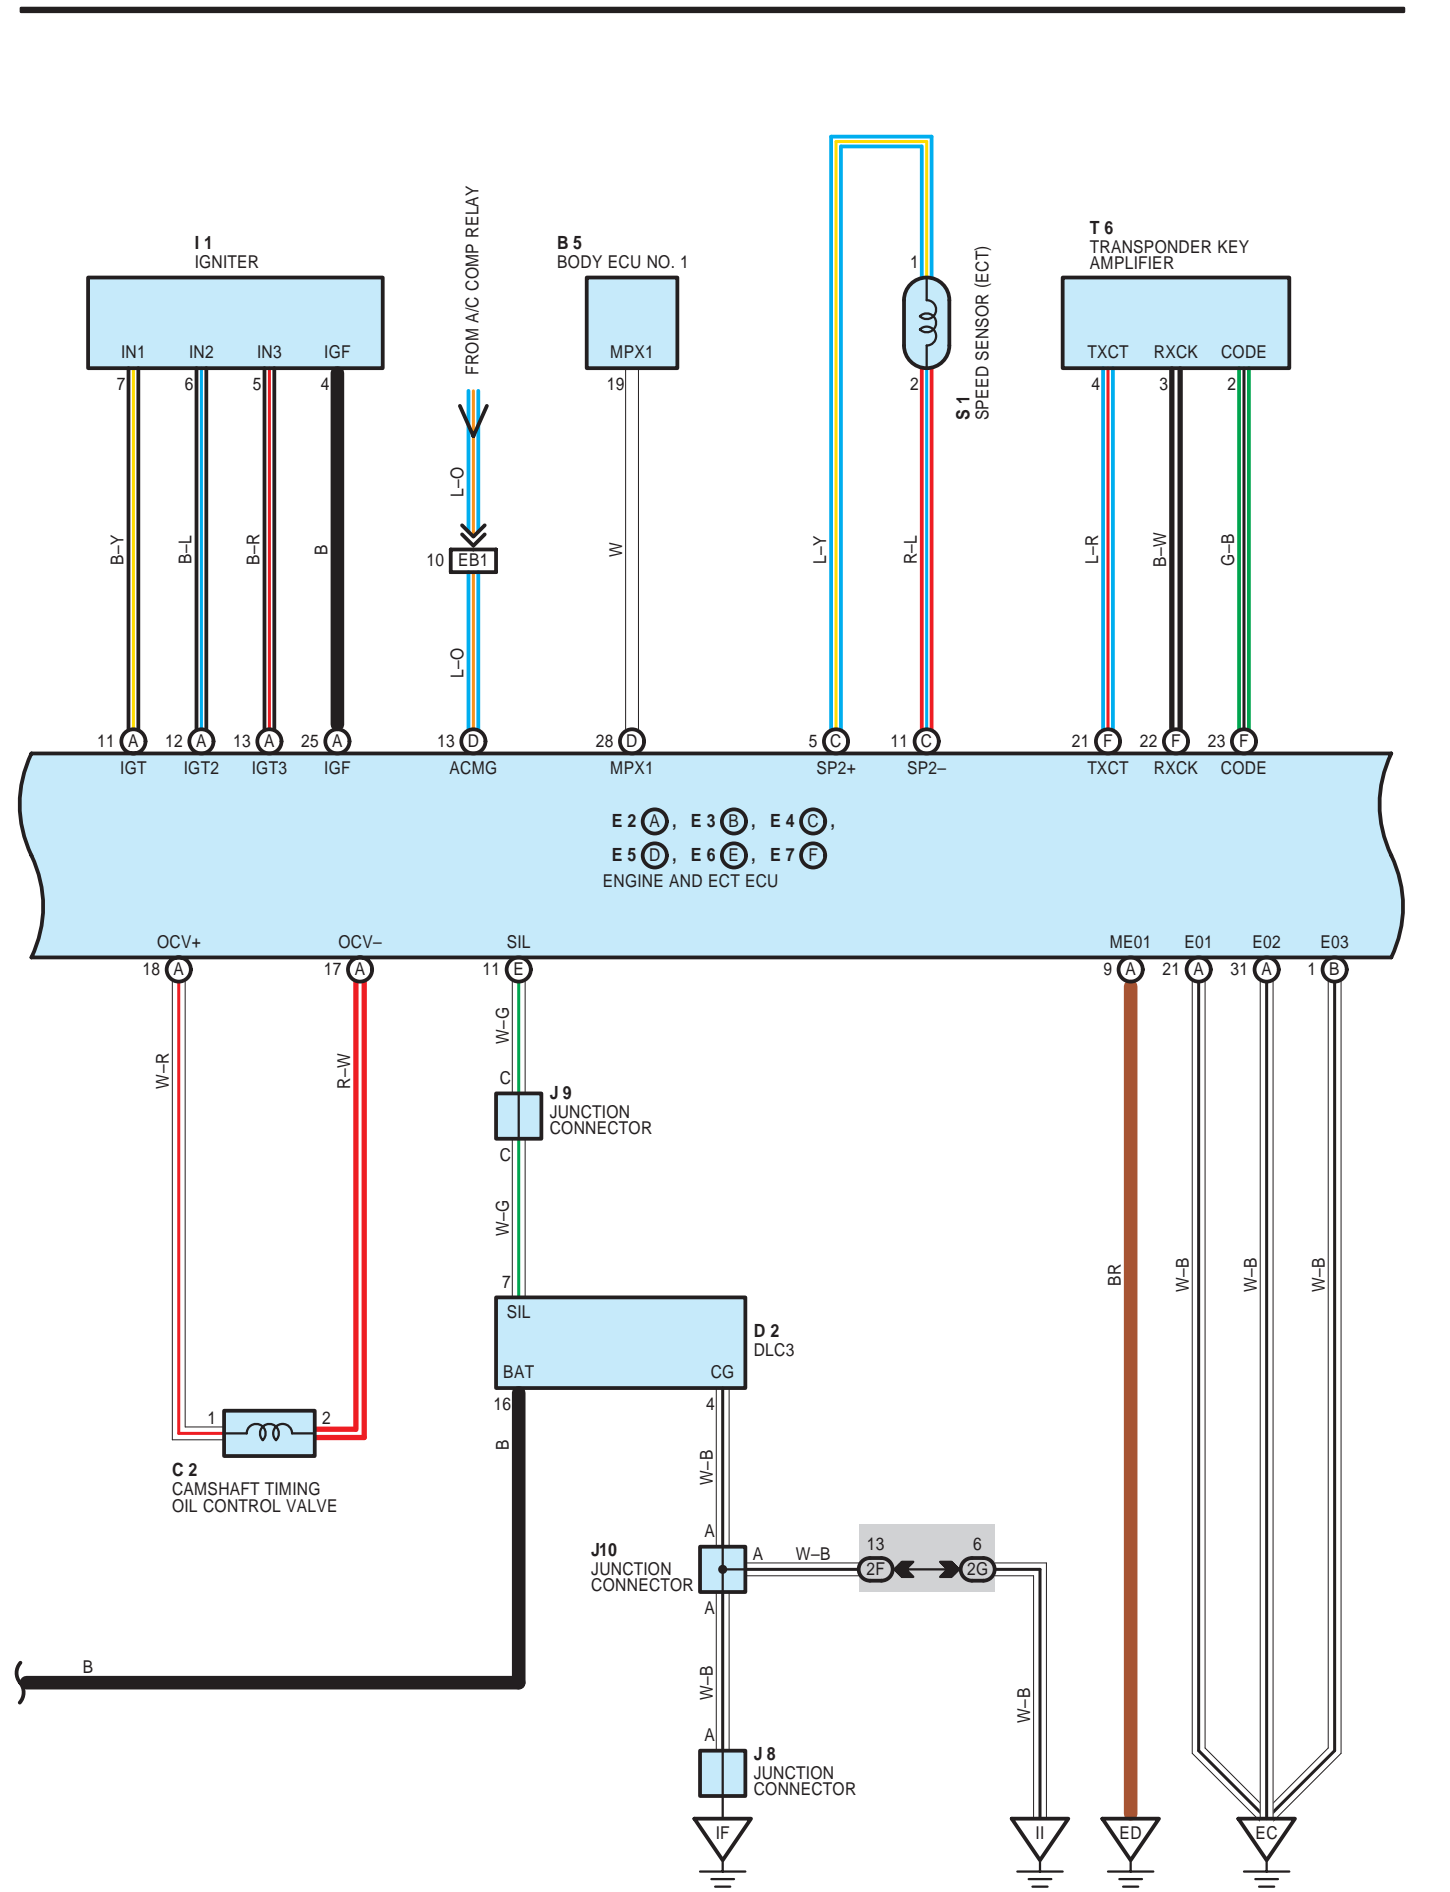 I 1
IGNITER
FROM A/C COMP RELAY
B 5
BODY ECU NO. 1
S 1
SPEED SENSOR (ECT)
T 6
TRANSPONDER KEY
AMPLIFIER
1
IN1 IN2 IN3 IGF MPX1 TXCT RXCK CODE
7 6 5 4 19 2 4 3 2
L–O
B–Y B–L B–R B W L–Y R–L L–R B–W G–B
10 EB1
L–O
11 A 12 A 13 A 25 A 13 D 28 D 5 C 11 C 21 F 22 F 23 F
IGT IGT2 IGT3 IGF ACMG MPX1 SP2+ SP2– TXCT RXCK CODE
E 2 A , E 3 B , E 4 C ,
E 5 D , E 6 E , E 7 F
ENGINE AND ECT ECU
OCV+ OCV– SIL ME01 E01 E02 E03
18 A 17 A 11 E 9 A 21 A 31 A 1 B
W–G
W–R R–W
C
J 9
JUNCTION
CONNECTOR
C
W–G
BR W–B W–B W–B
7
SIL
D 2
DLC3
BAT CG
16 4
1 2
B W–B
C 2
CAMSHAFT TIMING
OIL CONTROL VALVE
A
J10
JUNCTION
CONNECTOR
A W–B 13 6
2F 2G
A
B
W–B W–B
A
J 8
JUNCTION
CONNECTOR
IF II ED EC